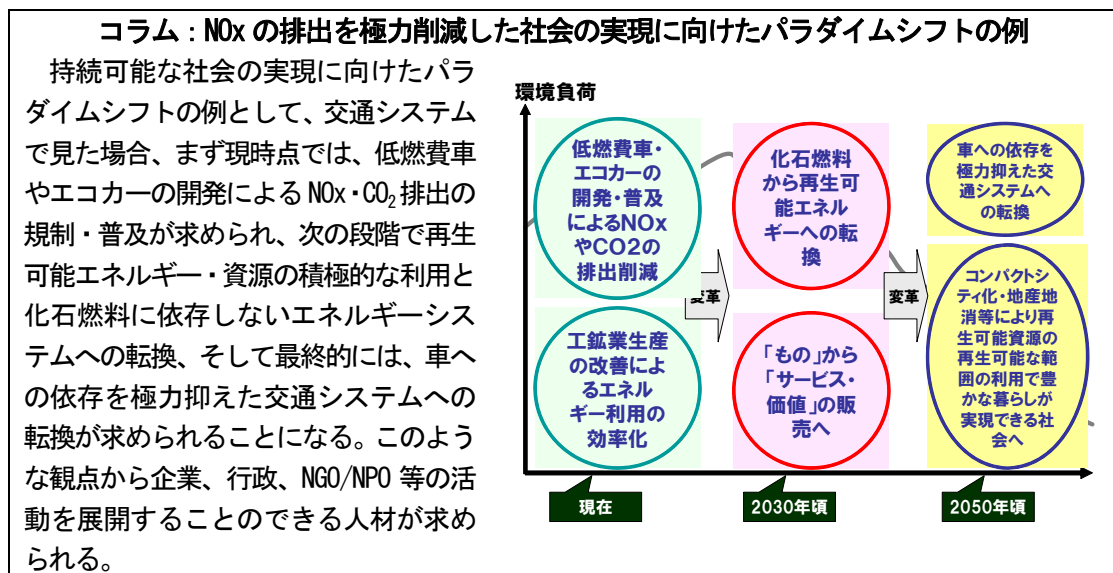 コラム：NOx の排出を極力削減した社会の実現に向けたパラダイムシフトの例
持続可能な社会の実現に向けたパラ
ダイムシフトの例として、交通システム
で見た場合、まず現時点では、低燃費車
やエコカーの開発による NOx・CO₂排出の
規制・普及が求められ、次の段階で再生
可能エネルギー・資源の積極的な利用と
化石燃料に依存しないエネルギーシス
テムへの転換、そして最終的には、車へ
の依存を極力抑えた交通システムへの
転換が求められることになる。このよう
な観点から企業、行政、NGO/NPO 等の活
動を展開することのできる人材が求め
られる。
環境負荷
低燃費車・
エコカーの
開発・普及
によるNOx
やCO2の
排出削減
工鉱業生産
の改善によ
るエネル
ギー利用の
効率化
変革
化石燃料
から再生可
能エネル
ギーへの転
換
「もの」から
「サービス・
価値」の販
売へ
変革
車への依存を
極力抑えた交
通システムへ
の転換
コンパクトシ
ティ化・地産地
消等により再
生可能資源の
再生可能な範
囲の利用で豊
かな暮らしが
実現できる社
会へ
現在
2030年頃
2050年頃